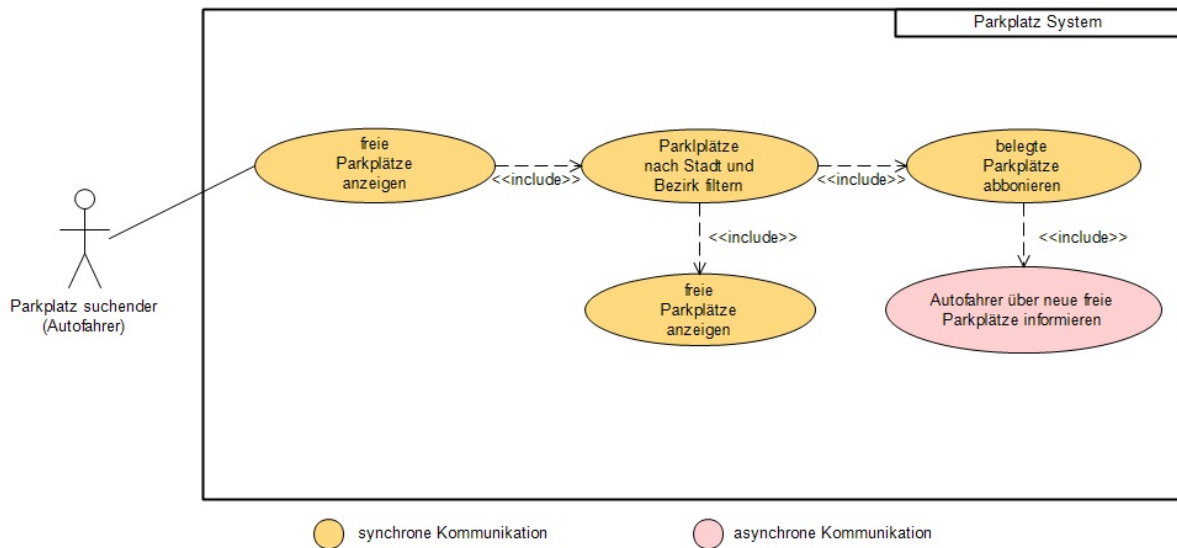 Parkplatz System
freie
Parkplätze
anzeigen
<<include>>
Parklplätze
nach Stadt und
Bezirk filtern
<<include>>
belegte
Parkplätze
abbonieren
<<include>>
<<include>>
freie
Parkplätze
anzeigen
Autofahrer über neue freie
Parkplätze informieren
Parkplatz suchender
(Autofahrer)
synchrone Kommunikation
asynchrone Kommunikation